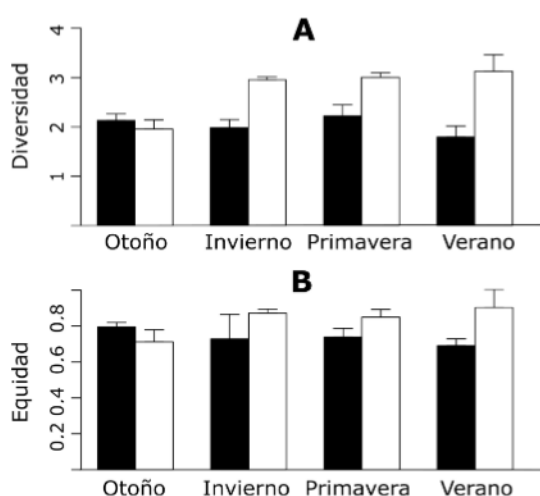 A
Diversidad
4
3
2
1
Otoño Invierno Primavera Verano
B
Equidad
0.8
0.6
0.4
0.2
Otoño Invierno Primavera Verano